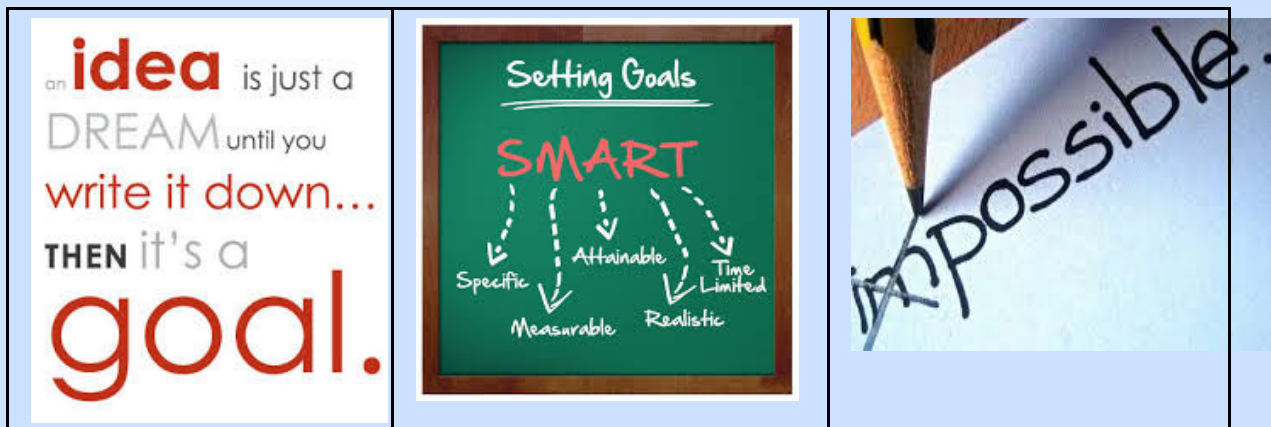 an idea is just a
DREAM until you
write it down...
THEN it's a
goal.
Setting Goals
SMART
Specific
Measurable
Attainable
Realistic
Time
Limited
impossible.